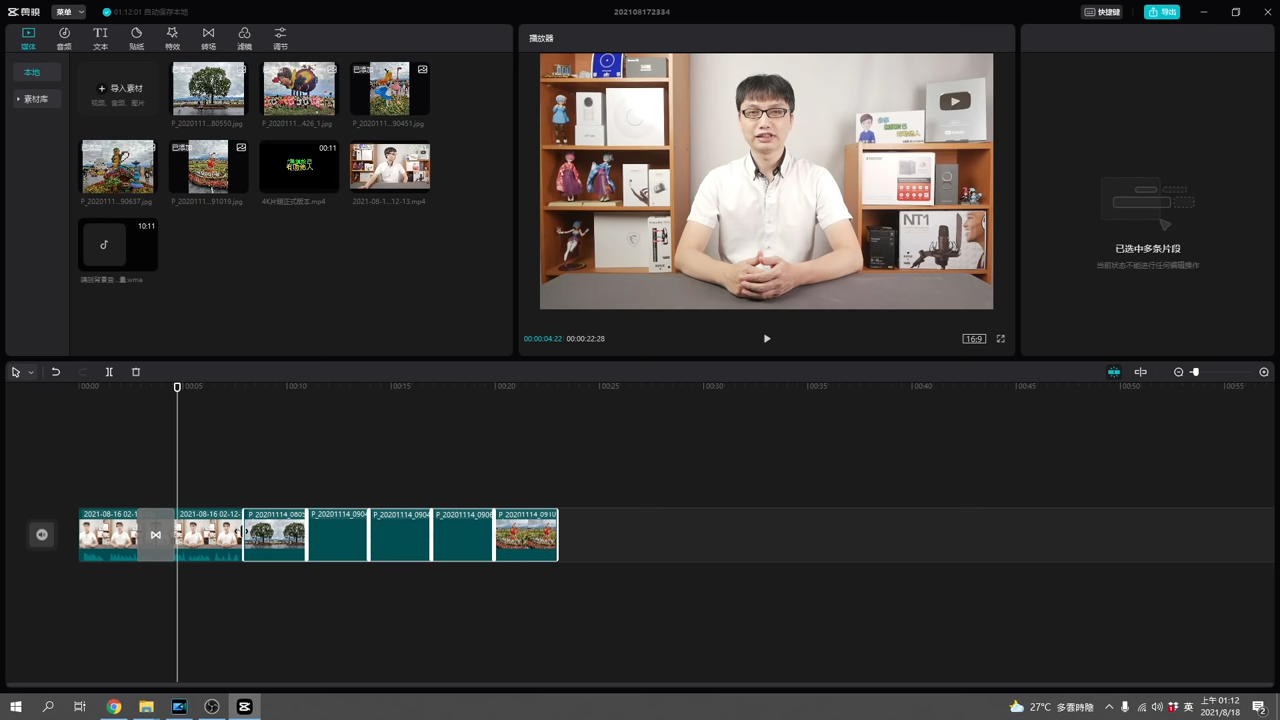 剪映
菜单
01:12:01 自动保存本地
202108172334
快捷键
导出
媒体
音频
文本
贴纸
特效
转场
滤镜
调节
播放器
本地
素材库
导入素材
视频、音频、图片
已添加
P_2020111...80550.jpg
已添加
P_2020111...426_1.jpg
已添加
P_2020111...90451.jpg
已添加
P_2020111...90637.jpg
已添加
P_2020111...91019.jpg
00:11
4K片頭正式版本.mp4
2021-08-1...12-13.mp4
10:11
NT1
00:00:04:22
00:00:22:28
16:9
已选中多条片段
当前状态不能进行任何编辑操作
00:00
00:05
00:10
00:15
00:20
00:25
00:30
00:35
00:40
00:45
00:50
00:55
2021-08-16 02-1
2021-08-16 02-12-
P_20201114_0805
P_20201114_0904
P_20201114_0904
P_20201114_0906
P_20201114_0910
27°C
多雲時陰
英
上午 01:12
2021/8/18
2